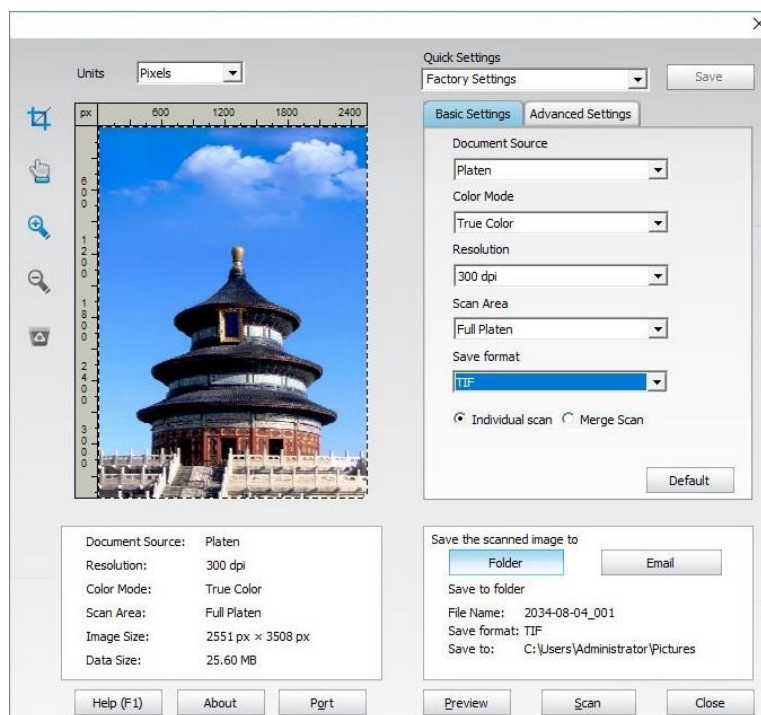 Units
Pixels
px 600 1200 1800 2400
600
1200
1800
2400
3000
Quick Settings
Factory Settings
Save
Basic Settings
Advanced Settings
Document Source
Platen
Color Mode
True Color
Resolution
300 dpi
Scan Area
Full Platen
Save format
TIF
Individual scan
Merge Scan
Default
Document Source: Platen
Resolution: 300 dpi
Color Mode: True Color
Scan Area: Full Platen
Image Size: 2551 px × 3508 px
Data Size: 25.60 MB
Save the scanned image to
Folder
Email
Save to folder
File Name: 2034-08-04_001
Save format: TIF
Save to: C:\Users\Administrator\Pictures
Help (F1)
About
Port
Preview
Scan
Close